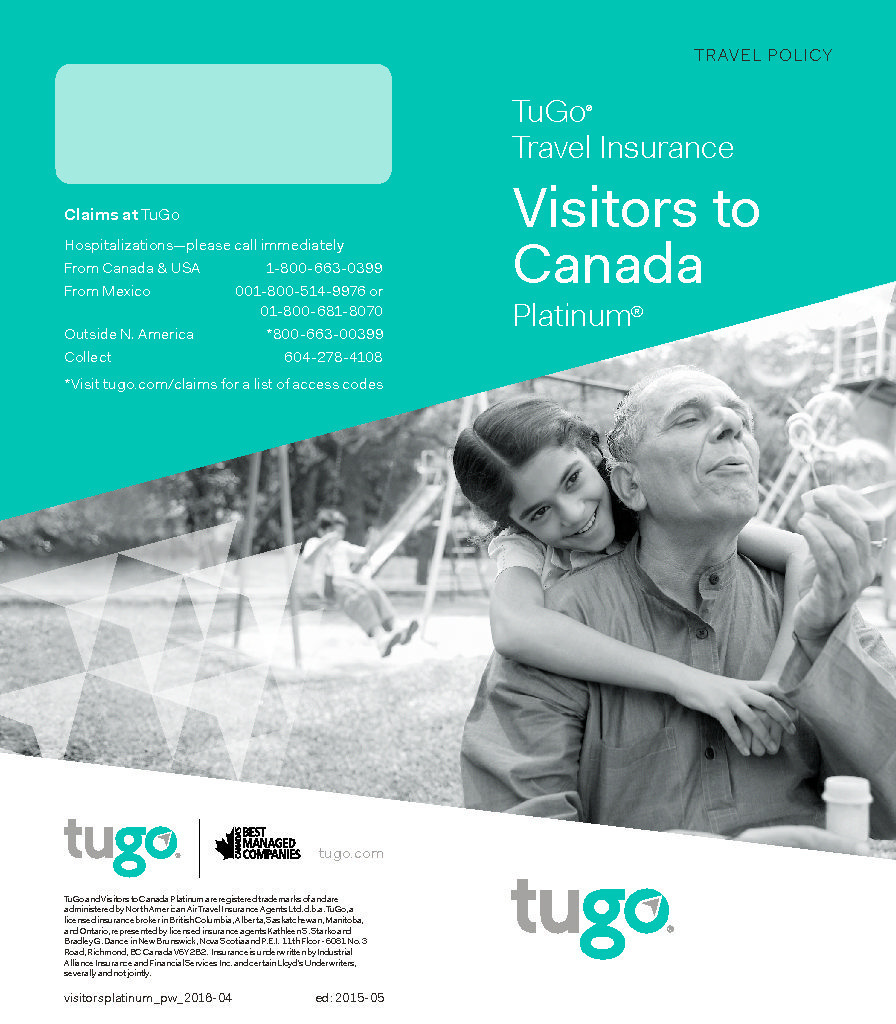 TRAVEL POLICY
TuGo®
Travel Insurance
Visitors to
Canada
Platinum®
Claims at TuGo
Hospitalizations—please call immediately
From Canada & USA 1-800-663-0399
From Mexico 001-800-514-9976 or
01-800-681-8070
Outside N. America *800-663-00399
Collect 604-278-4108
*Visit tugo.com/claims for a list of access codes
tugo.
CANADA'S
BEST
MANAGED
COMPANIES
tugo.com
TuGo and Visitors to Canada Platinum are registered trademarks of and are
administered by North American Air Travel Insurance Agents Ltd. d.b.a. TuGo, a
licensed insurance broker in British Columbia, Alberta, Saskatchewan, Manitoba,
and Ontario, represented by licensed insurance agents Kathleen S. Starko and
Bradley G. Dance in New Brunswick, Nova Scotia and P.E.I. 11th Floor - 6081 No. 3
Road, Richmond, BC Canada V6Y 2B2. Insurance is underwritten by Industrial
Alliance Insurance and Financial Services Inc. and certain Lloyd's Underwriters,
severally and not jointly.
visitorsplatinum_pw_2016-04 ed: 2015-05
tugo.®